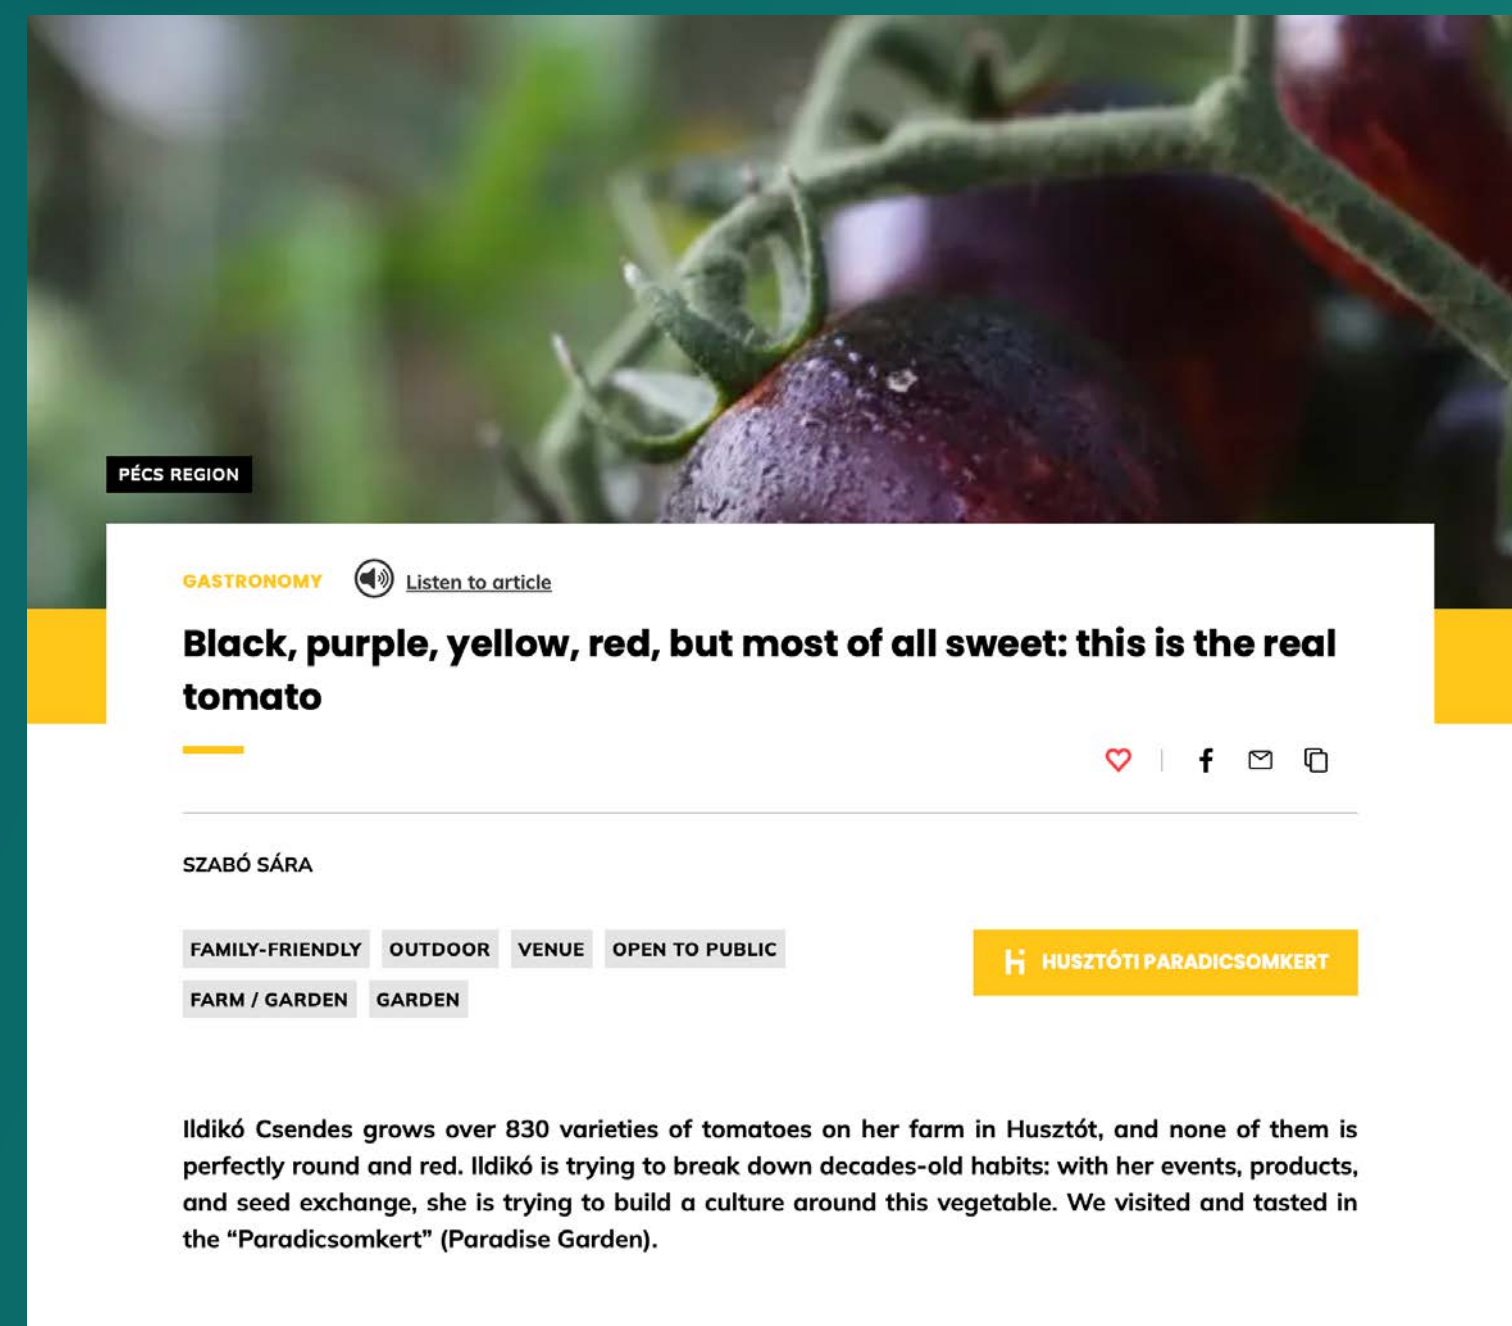 PÉCS REGION
GASTRONOMY
Listen to article
Black, purple, yellow, red, but most of all sweet: this is the real
tomato
SZABÓ SÁRA
FAMILY-FRIENDLY OUTDOOR VENUE OPEN TO PUBLIC
FARM / GARDEN GARDEN
HUSZTÓTI PARADICSOMKERT
Ildikó Csendes grows over 830 varieties of tomatoes on her farm in Husztót, and none of them is
perfectly round and red. Ildikó is trying to break down decades-old habits: with her events, products,
and seed exchange, she is trying to build a culture around this vegetable. We visited and tasted in
the “Paradicsomkert” (Paradise Garden).